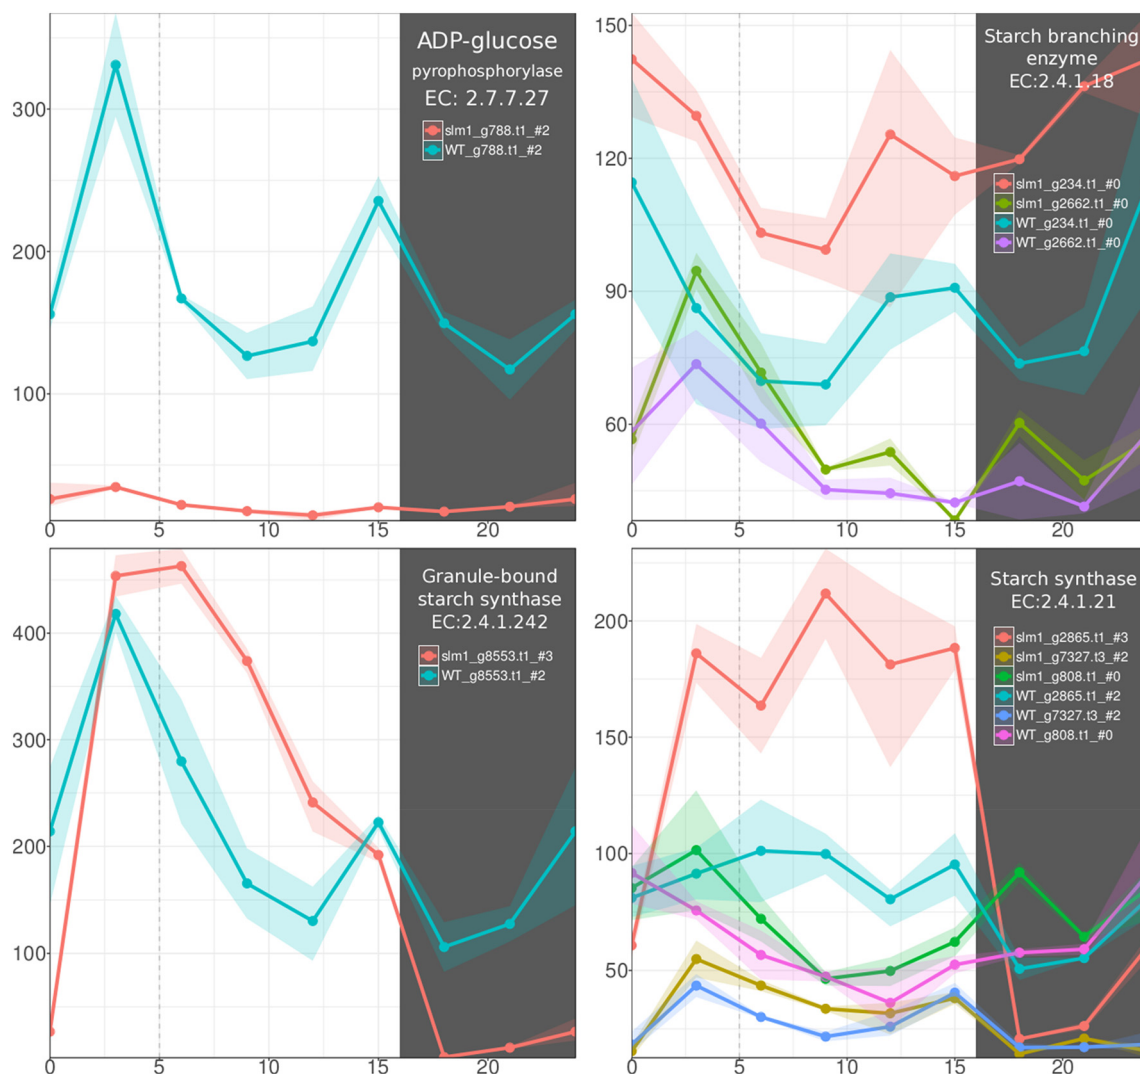 ADP-glucose
pyrophosphorylase
EC: 2.7.7.27
slm1_g788.t1_#2
WT_g788.t1_#2
300
200
100
0
5
10
15
20
Starch branching
enzyme
EC:2.4.1.18
slm1_g234.t1_#0
slm1_g2662.t1_#0
WT_g234.t1_#0
WT_g2662.t1_#0
150
120
90
60
0
5
10
15
20
Granule-bound
starch synthase
EC:2.4.1.242
slm1_g8553.t1_#3
WT_g8553.t1_#2
400
300
200
100
0
5
10
15
20
Starch synthase
EC:2.4.1.21
slm1_g2865.t1_#3
slm1_g7327.t3_#2
slm1_g808.t1_#0
WT_g2865.t1_#2
WT_g7327.t3_#2
WT_g808.t1_#0
200
150
100
50
0
5
10
15
20